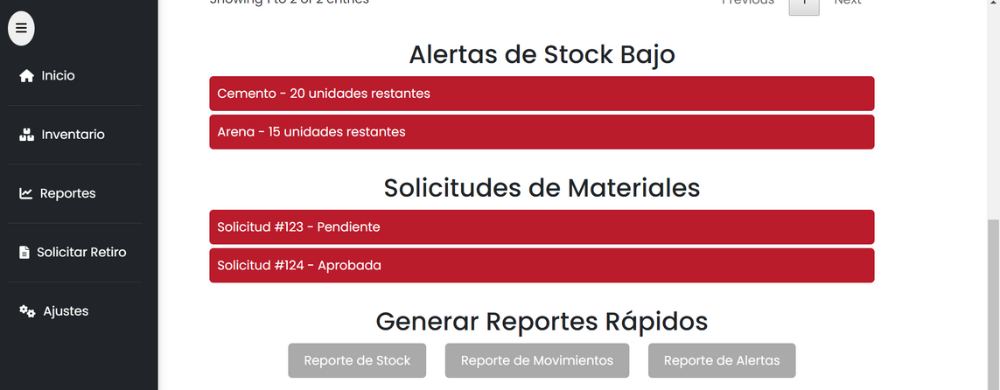 Showing 1 to 2 of 2 entries
Previous 1 Next
Inicio
Inventario
Reportes
Solicitar Retiro
Ajustes
Alertas de Stock Bajo
Cemento - 20 unidades restantes
Arena - 15 unidades restantes
Solicitudes de Materiales
Solicitud #123 - Pendiente
Solicitud #124 - Aprobada
Generar Reportes Rápidos
Reporte de Stock
Reporte de Movimientos
Reporte de Alertas